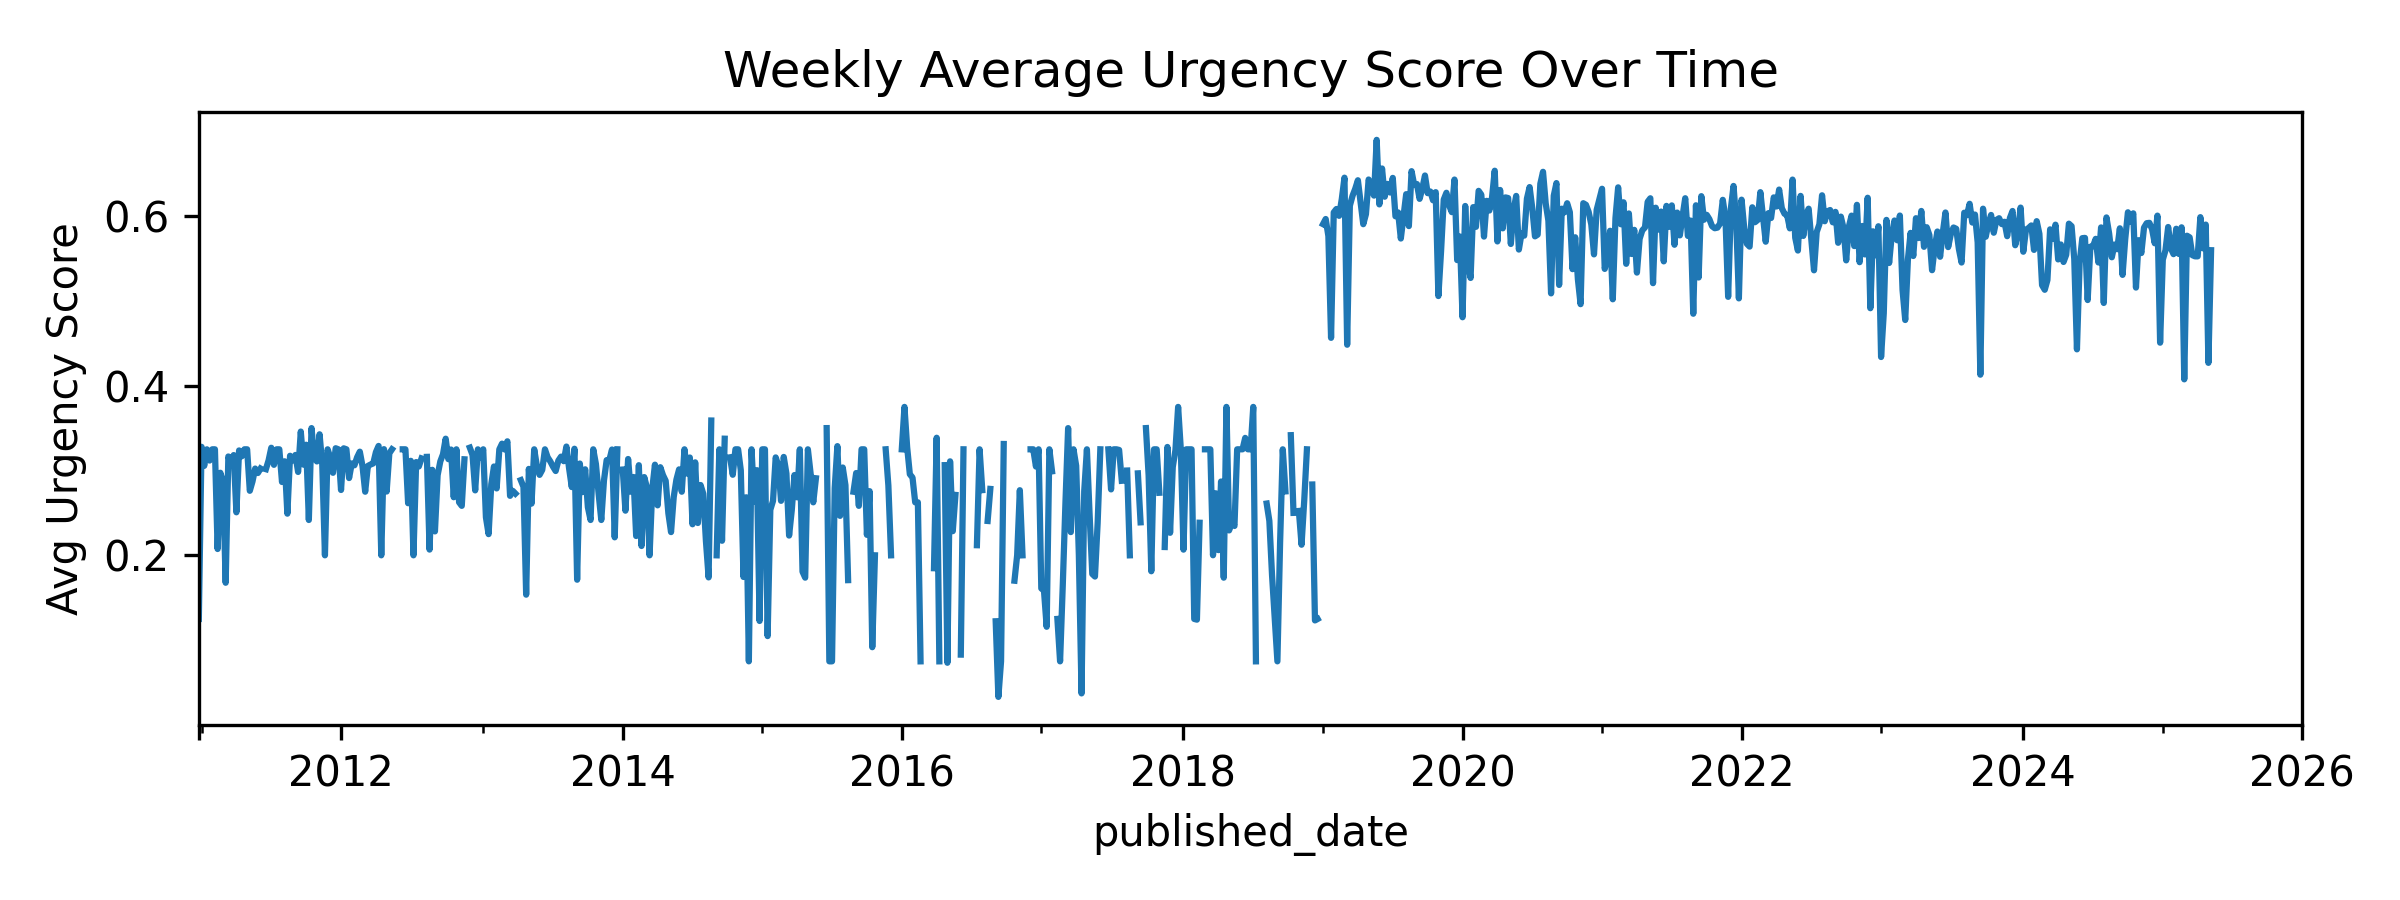 Weekly Average Urgency Score Over Time
Avg Urgency Score
0.6
0.4
0.2
2012 2014 2016 2018 2020 2022 2024 2026
published_date